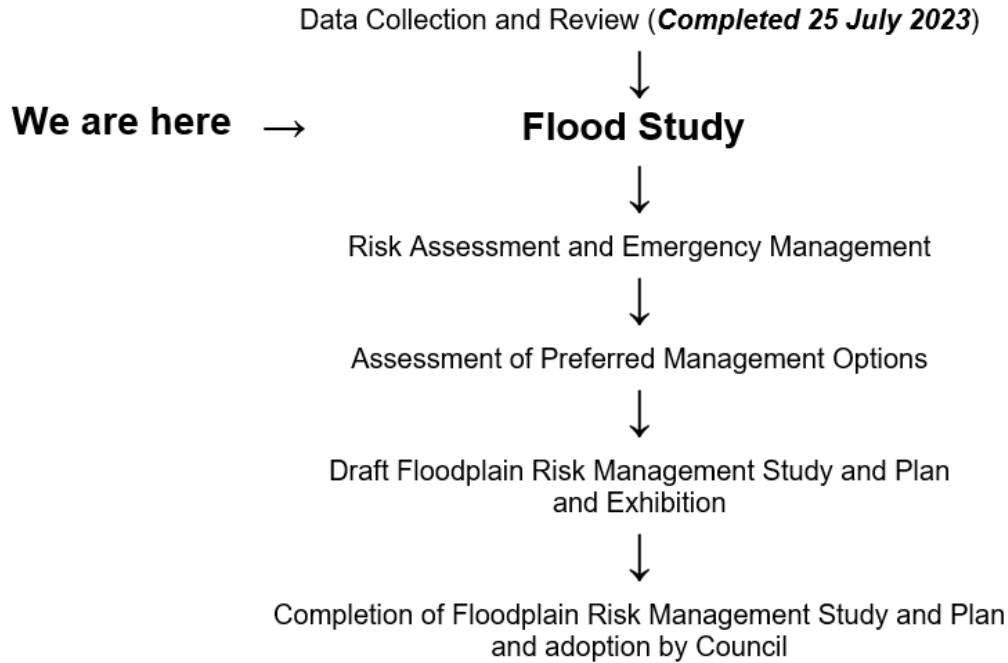 Data Collection and Review (Completed 25 July 2023)
We are here → Flood Study
Risk Assessment and Emergency Management
Assessment of Preferred Management Options
Draft Floodplain Risk Management Study and Plan
and Exhibition
Completion of Floodplain Risk Management Study and Plan
and adoption by Council